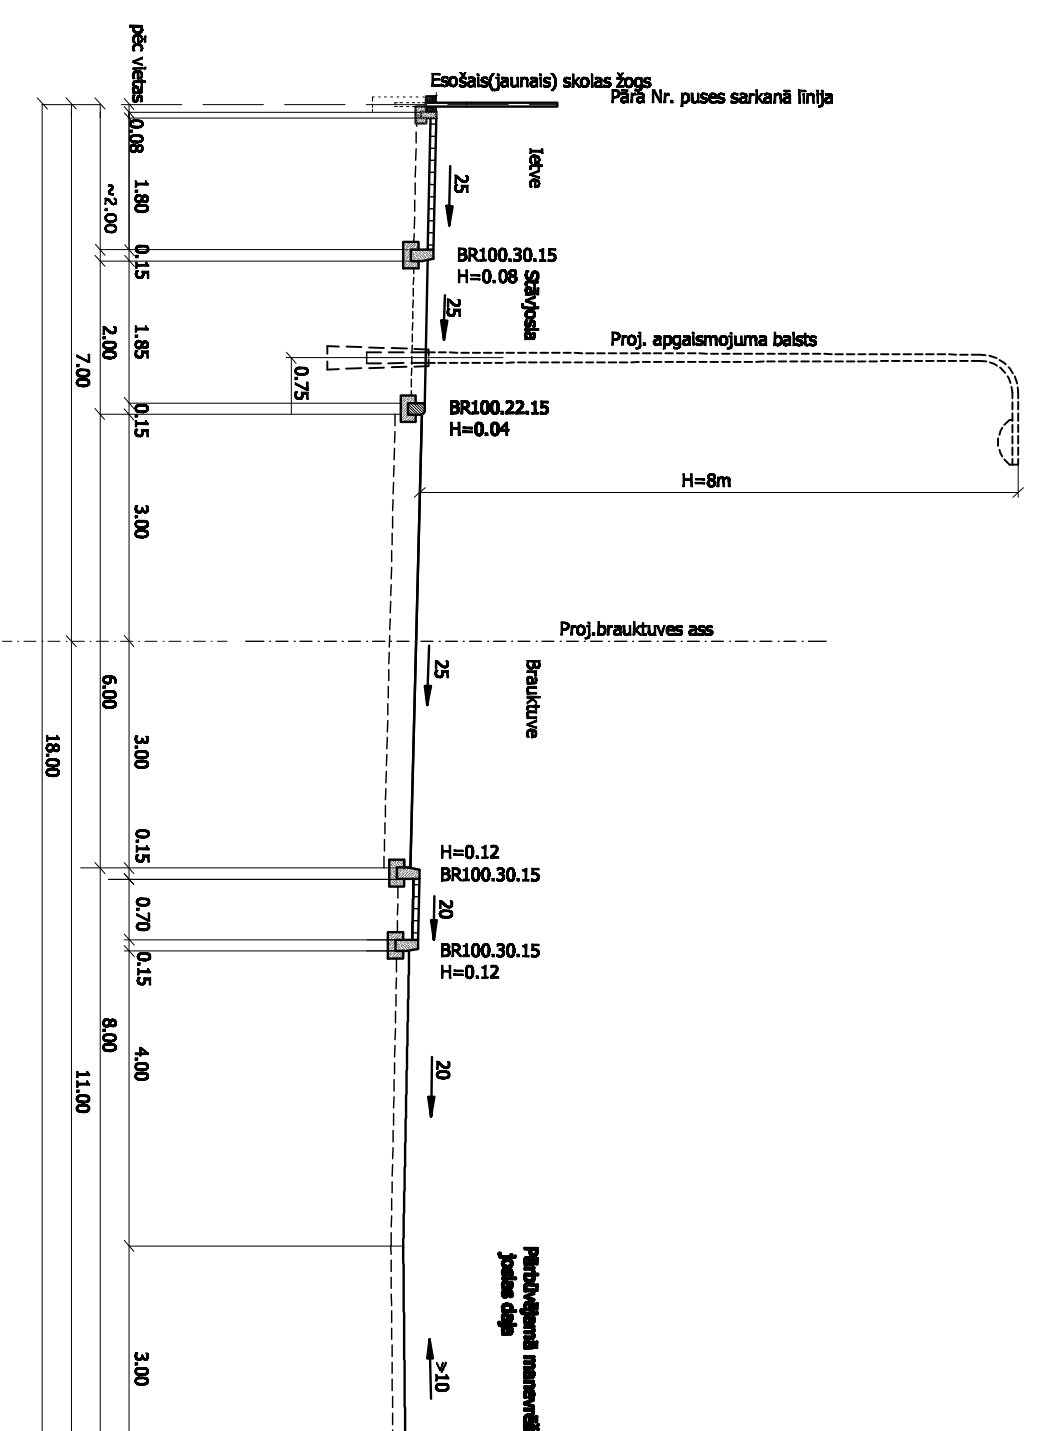 pēc vietas
Esošais(jaunais) skolas žogs
Pāra Nr. puses sarkanā līnija
0.08
Ietve
25
1.80
~2.00
0.15
BR100.30.15
H=0.08
Stāvjosla
25
1.85
2.00
7.00
Proj. apgaismojuma balsts
0.75
0.15
BR100.22.15
H=0.04
H=8m
3.00
Proj.brauktuves ass
25
Brauktuve
6.00
3.00
18.00
0.15
H=0.12
BR100.30.15
0.70
20
0.15
BR100.30.15
H=0.12
8.00
4.00
11.00
20
Pārbūvējamā manevrēš
joslas daļa
3.00
>10